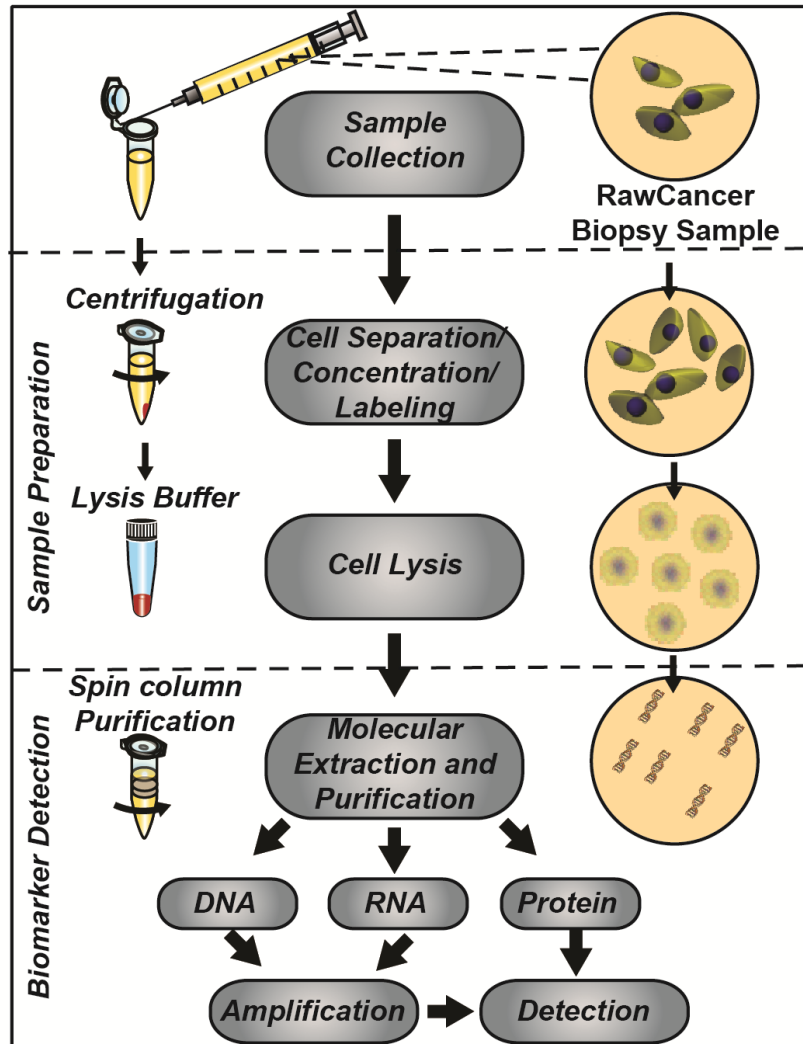 Sample
Collection
RawCancer
Biopsy Sample
Sample Preparation
Centrifugation
Cell Separation/
Concentration/
Labeling
Lysis Buffer
Cell Lysis
Biomarker Detection
Spin column
Purification
Molecular
Extraction and
Purification
DNA
RNA
Protein
Amplification
Detection